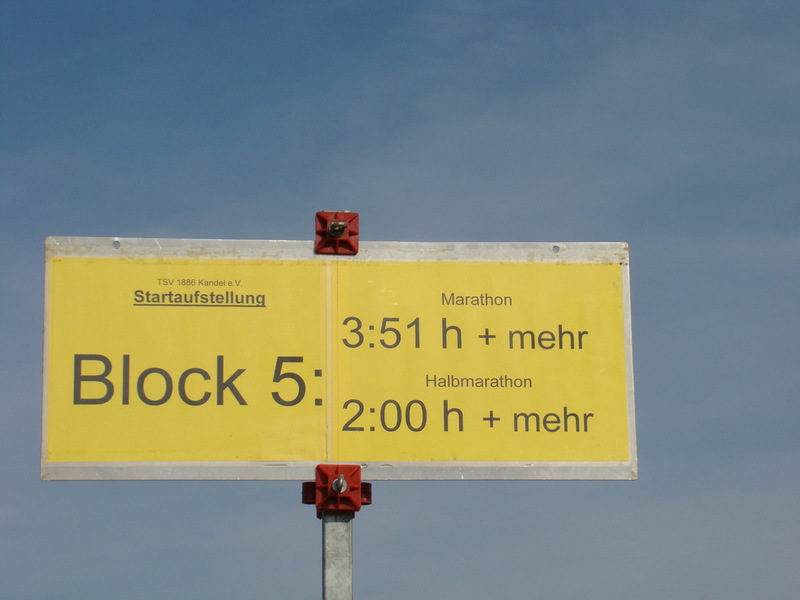 TSV 1886 Kandel e.V.
Startaufstellung
Block 5:
Marathon
3:51 h + mehr
Halbmarathon
2:00 h + mehr